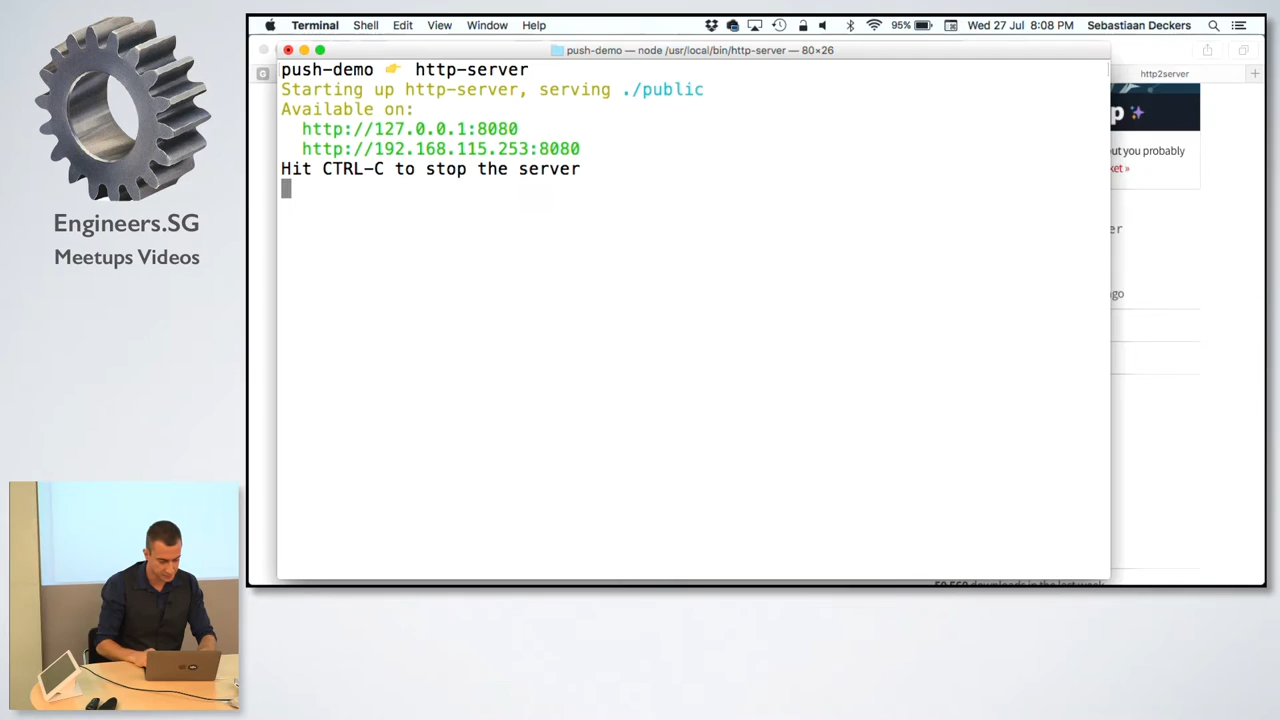 Terminal Shell Edit View Window Help 95% Wed 27 Jul 8:08 PM Sebastiaan Deckers
push-demo — node /usr/local/bin/http-server — 80×26
http2server
G
push-demo 👉 http-server
Starting up http-server, serving ./public
Available on:
http://127.0.0.1:8080
http://192.168.115.253:8080
Hit CTRL-C to stop the server
p ✨
out you probably
ket »
er
ago
Engineers.SG
Meetups Videos